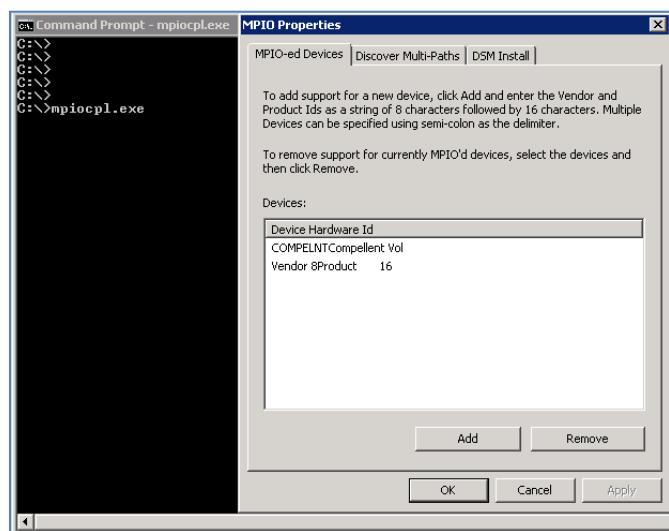 Command Prompt - mpiocpl.exe
C:\>
C:\>
C:\>
C:\>
C:\>
C:\>mpiocpl.exe
MPIO Properties
MPIO-ed Devices
Discover Multi-Paths
DSM Install
To add support for a new device, click Add and enter the Vendor and
Product Ids as a string of 8 characters followed by 16 characters. Multiple
Devices can be specified using semi-colon as the delimiter.
To remove support for currently MPIO'd devices, select the devices and
then click Remove.
Devices:
Device Hardware Id
COMPELNTCompellent Vol
Vendor 8Product 16
Add
Remove
OK
Cancel
Apply